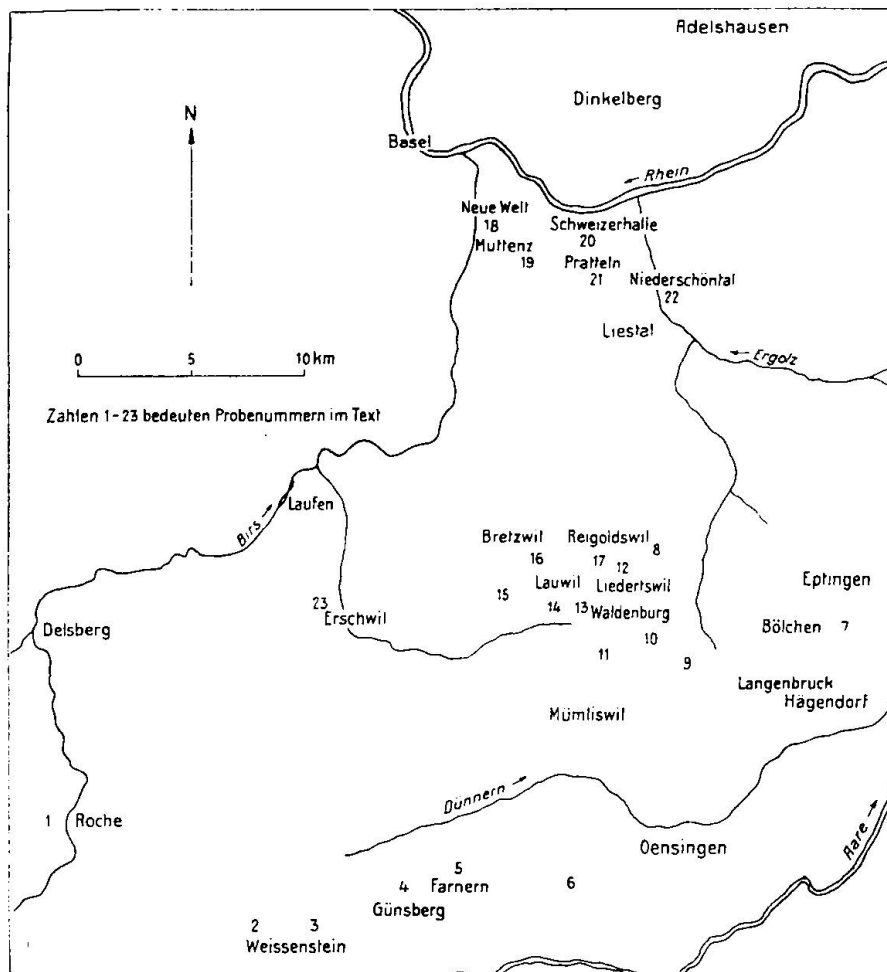 Adelshausen
Dinkelberg
N
Basel
← Rhein
Neue Welt
18
Schweizerhalle
20
Muttenz
19
Pratteln
21
Niederschöntal
22
Liestal
← Ergolz
0 5 10 km
Zahlen 1-23 bedeuten Probenummern im Text
Birs →
Laufen
Bretzwil
16
Reigoldswil
17
8
12
Lauwil
Liedertswil
Eptingen
15
14
13
Waldenburg
23
Erschwil
Delsberg
Bölchen 7
10
11
9
Langenbruck
Hägendorf
Mümliswil
Dünnern →
1 Roche
Oensingen
Aare →
5
4 Farnern
6
Günsberg
2 3
Weissenstein